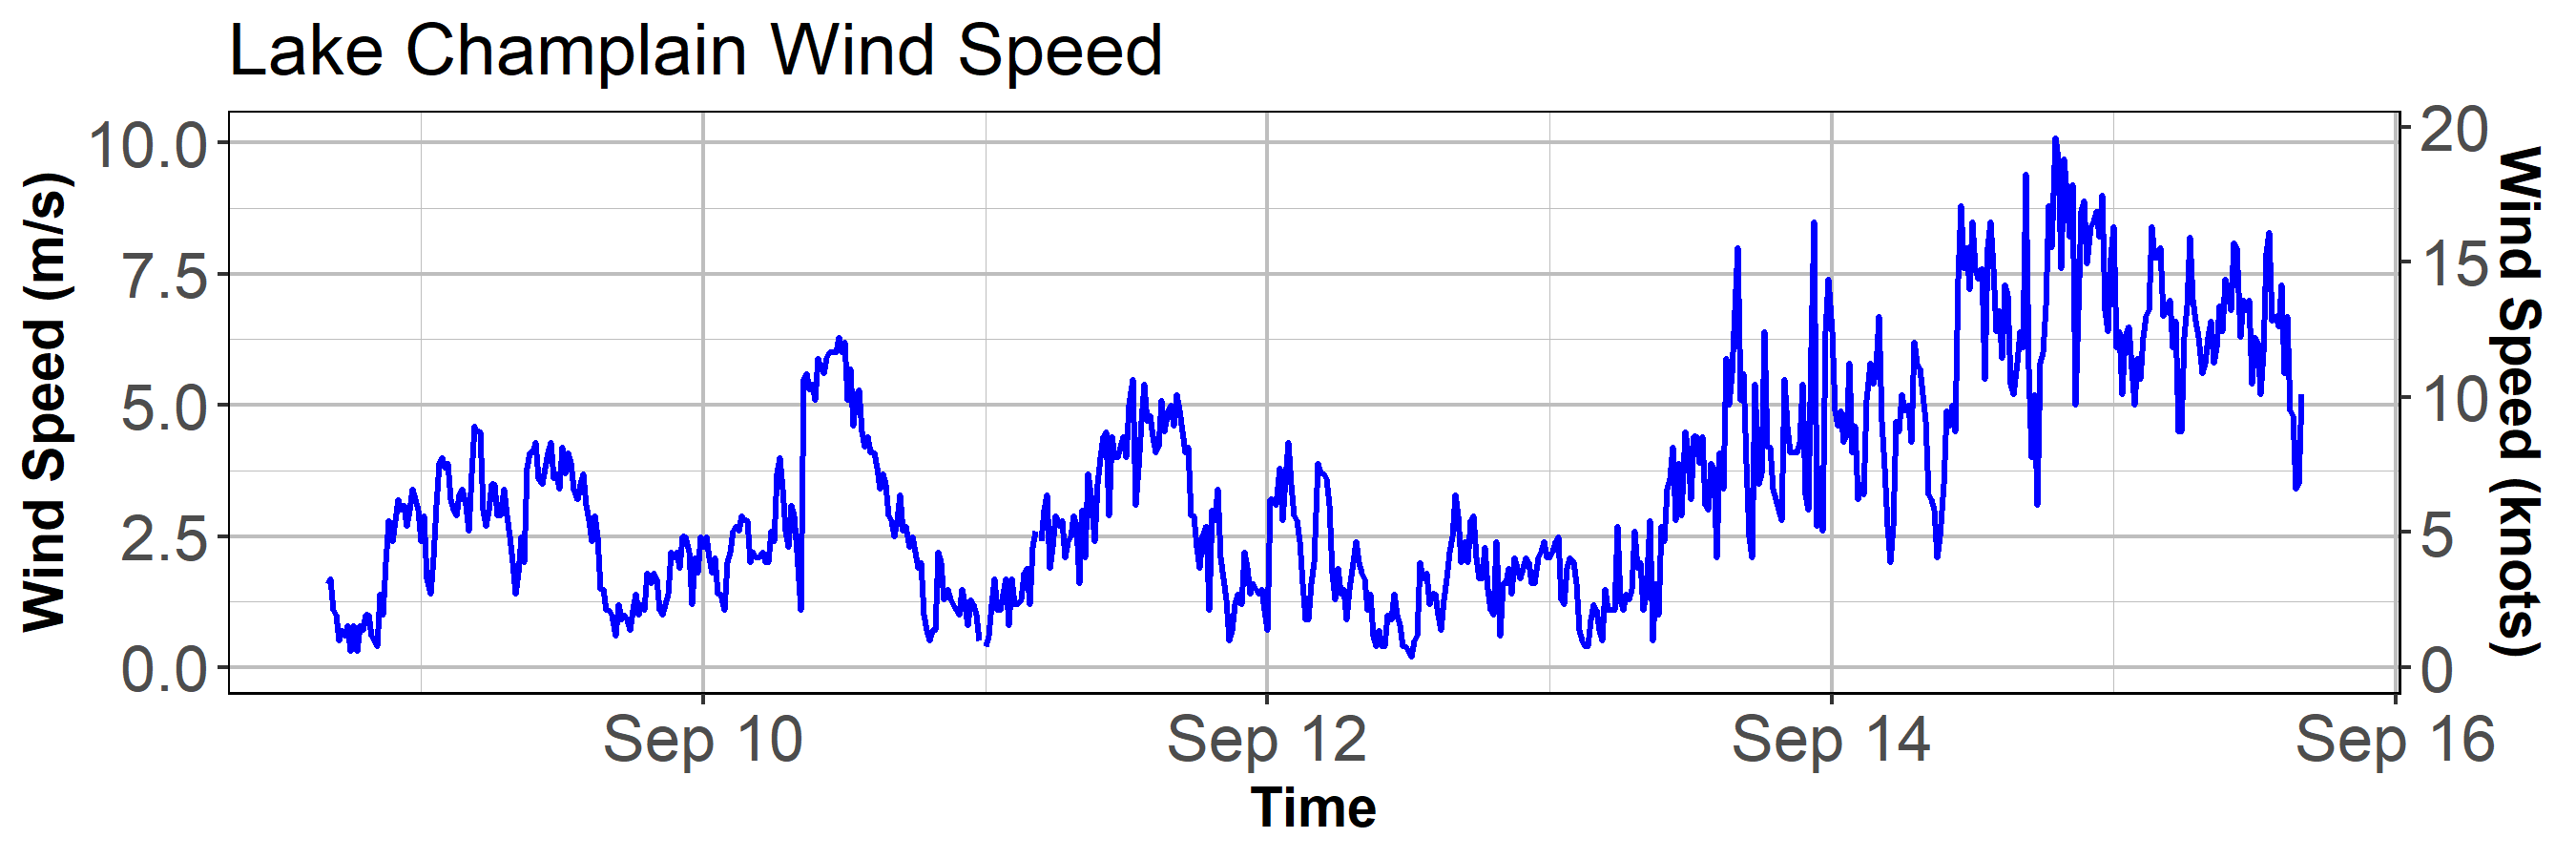 Lake Champlain Wind Speed
Wind Speed (m/s)
10.0
7.5
5.0
2.5
0.0
20
15
10
5
0
Wind Speed (knots)
Sep 10
Sep 12
Sep 14
Sep 16
Time